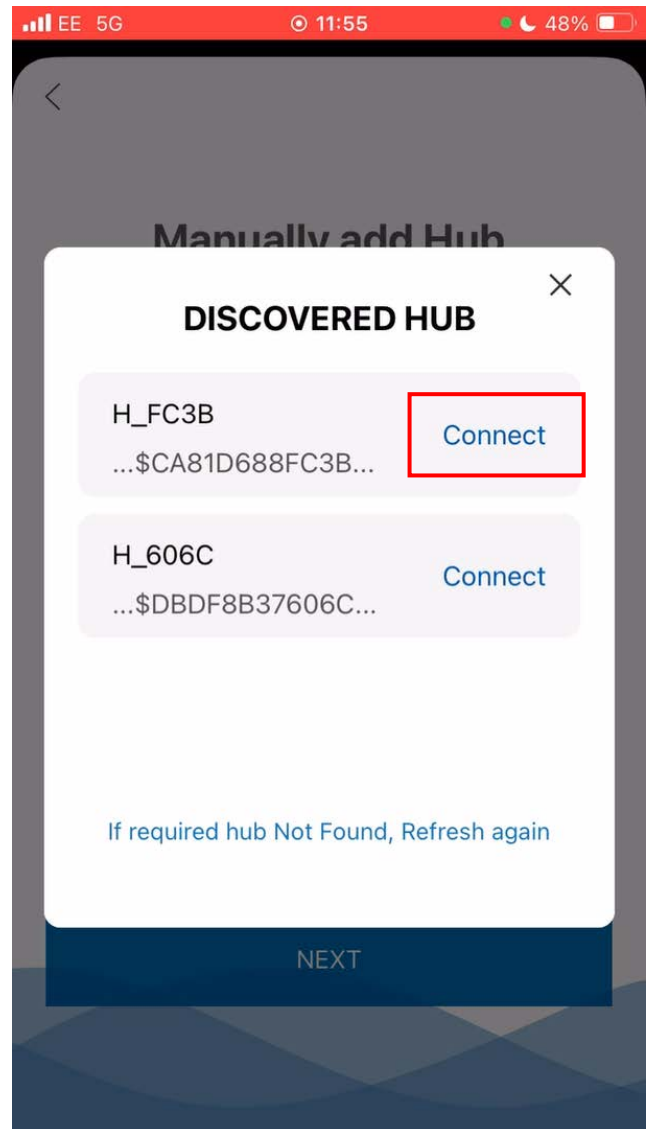 EE 5G 11:55 48%
Manually add Hub
DISCOVERED HUB
H_FC3B
...$CA81D688FC3B...
Connect
H_606C
...$DBDF8B37606C...
Connect
If required hub Not Found, Refresh again
NEXT